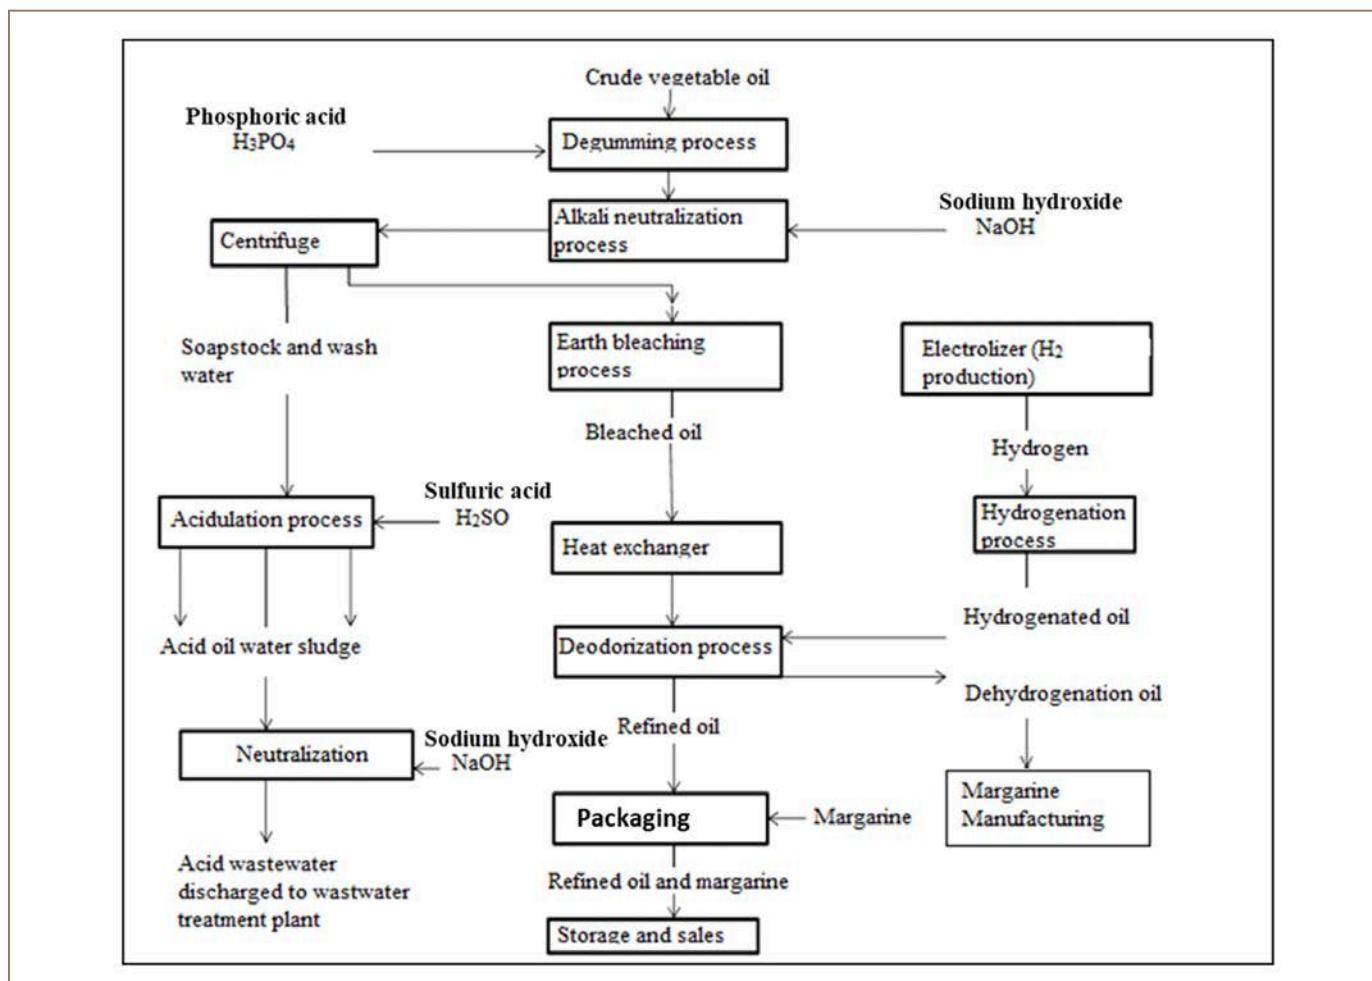 Crude vegetable oil
Phosphoric acid
H₃PO₄
Degumming process
Sodium hydroxide
NaOH
Alkali neutralization
process
Centrifuge
Soapstock and wash
water
Earth bleaching
process
Electrolizer (H₂
production)
Bleached oil
Hydrogen
Sulfuric acid
H₂SO
Acidulation process
Hydrogenation
process
Heat exchanger
Hydrogenated oil
Acid oil water sludge
Deodorization process
Dehydrogenation oil
Refined oil
Sodium hydroxide
NaOH
Neutralization
Packaging
Margarine
Margarine
Manufacturing
Acid wastewater
discharged to wastwater
treatment plant
Refined oil and margarine
Storage and sales